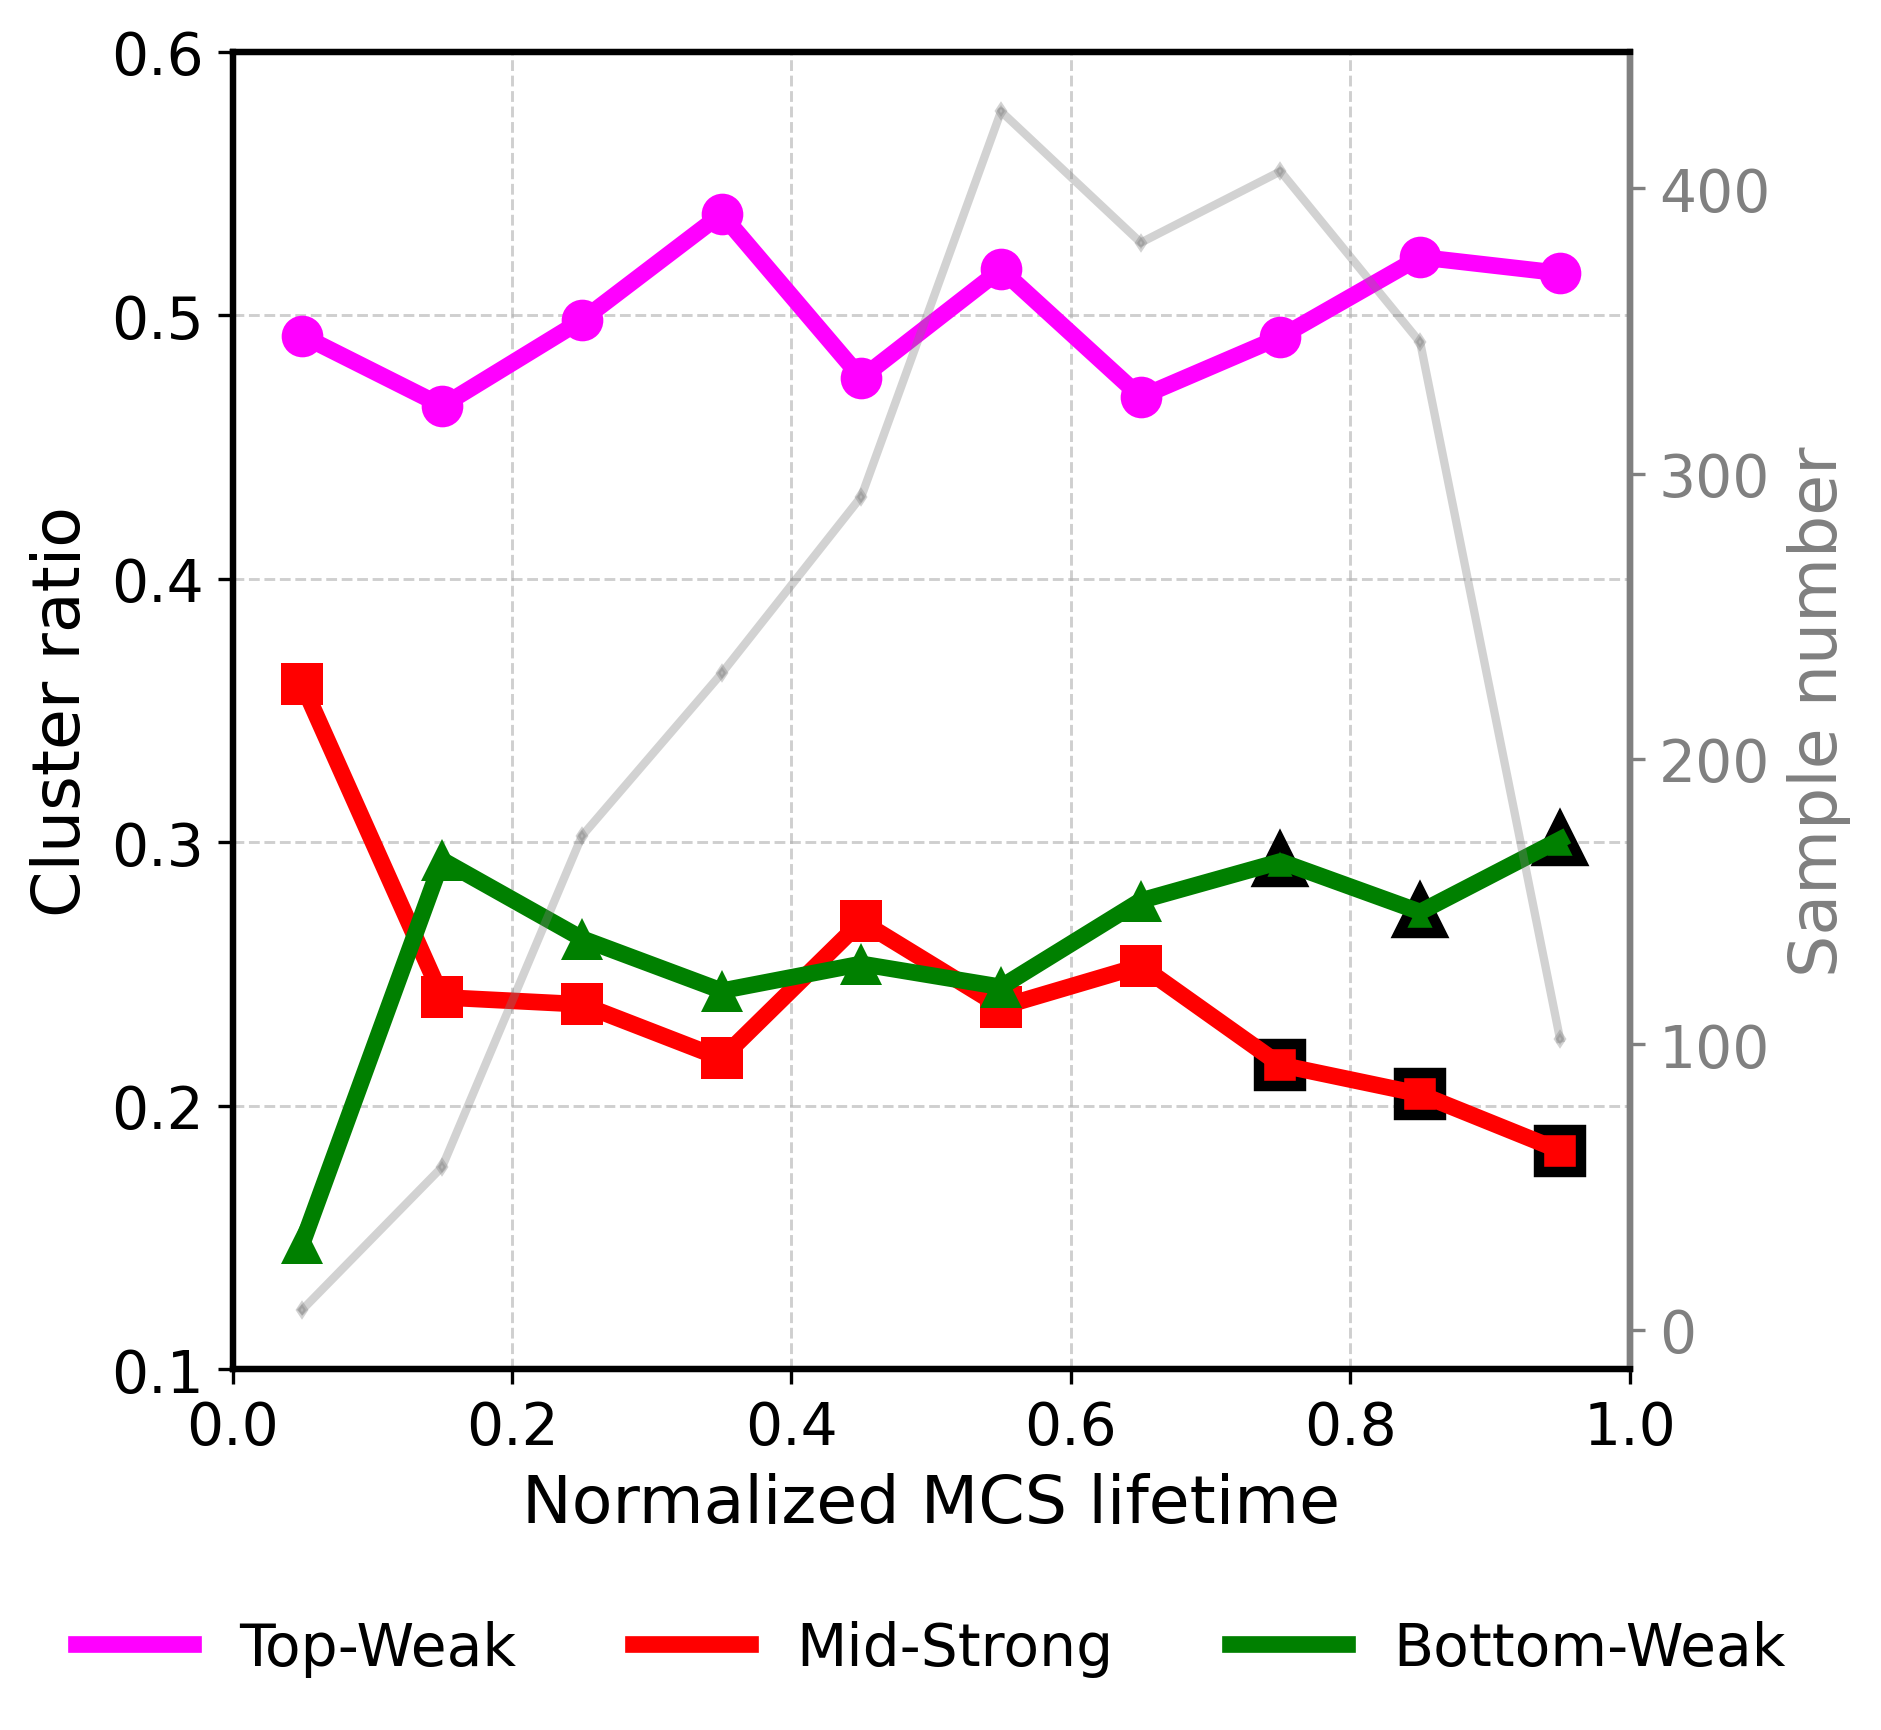 0.6
0.5
0.4
0.3
0.2
0.1
Cluster ratio
0.0 0.2 0.4 0.6 0.8 1.0
Normalized MCS lifetime
400
300
200
100
0
Sample number
Top-Weak Mid-Strong Bottom-Weak